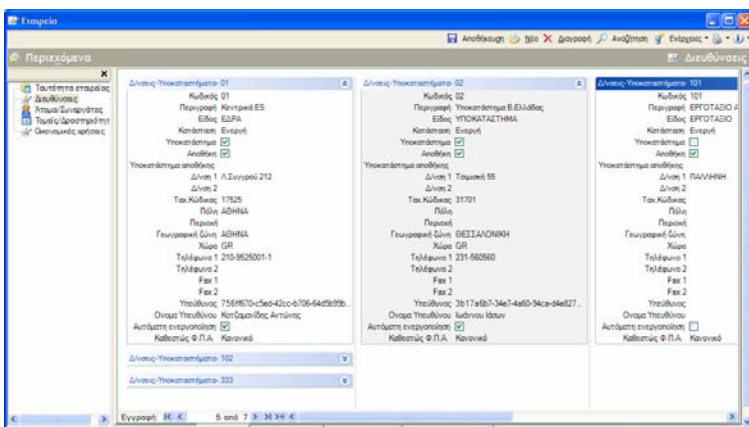 Εταιρεία
Αποθήκευση Νέο Διαγραφή Αναζήτηση Ενέργειες
Περιεχόμενα
Διευθύνσεις
Ταυτότητα εταιρείας
Διευθύνσεις
Άτομα/Συνεργάτες
Τομείς/Δραστηριότητ
Οικονομικές χρήσεις
Δ/νσεις-Υποκαταστήματα- 01
Κωδικός 01
Περιγραφή Κεντρικά ES
Είδος ΕΔΡΑ
Κατάσταση Ενεργή
Υποκατάστημα
Αποθήκη
Υποκατάστημα αποθήκης
Δ/νση 1 Λ.Συγγρού 212
Δ/νση 2
Ταχ.Κώδικας 17525
Πόλη ΑΘΗΝΑ
Περιοχή
Γεωγραφική ζώνη ΑΘΗΝΑ
Χώρα GR
Τηλέφωνο 1 210-9525001-1
Τηλέφωνο 2
Fax 1
Fax 2
Υπεύθυνος
Ονομα Υπευθύνου Κοτζαμανίδης Αντώνης
Αυτόματη ενεργοποίηση
Καθεστώς Φ.Π.Α. Κανονικό
Δ/νσεις-Υποκαταστήματα- 102
Δ/νσεις-Υποκαταστήματα- 333
Δ/νσεις-Υποκαταστήματα- 02
Κωδικός 02
Περιγραφή Υποκατάστημα Β.Ελλάδας
Είδος ΥΠΟΚΑΤΑΣΤΗΜΑ
Κατάσταση Ενεργή
Υποκατάστημα
Αποθήκη
Υποκατάστημα αποθήκης
Δ/νση 1 Τσιμισκή 55
Δ/νση 2
Ταχ.Κώδικας 31701
Πόλη
Περιοχή
Γεωγραφική ζώνη ΘΕΣΣΑΛΟΝΙΚΗ
Χώρα GR
Τηλέφωνο 1 231-560560
Τηλέφωνο 2
Fax 1
Fax 2
Υπεύθυνος 3b17a6b7-34e7-4a60-94ca-d4e827...
Ονομα Υπευθύνου Ιωάννου Ιάσων
Αυτόματη ενεργοποίηση
Καθεστώς Φ.Π.Α. Κανονικό
Δ/νσεις-Υποκαταστήματα- 101
Κωδικός 101
Περιγραφή ΕΡΓΟΤΑΞΙΟ Α
Είδος ΕΡΓΟΤΑΞΙΟ
Κατάσταση Ενεργή
Υποκατάστημα
Αποθήκη
Υποκατάστημα αποθήκης
Δ/νση 1 ΠΑΛΛΗΝΗ
Δ/νση 2
Ταχ.Κώδικας
Πόλη
Περιοχή
Γεωγραφική ζώνη
Χώρα
Τηλέφωνο 1
Τηλέφωνο 2
Fax 1
Fax 2
Υπεύθυνος
Ονομα Υπευθύνου
Αυτόματη ενεργοποίηση
Καθεστώς Φ.Π.Α. Κανονικό
Εγγραφή: 5 από 7